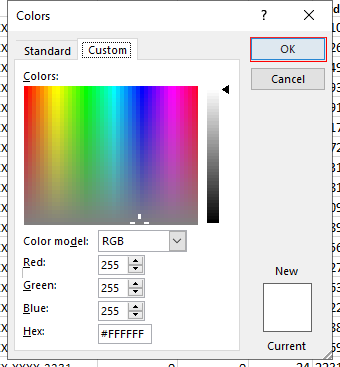 Colors
?
Standard
Custom
OK
Cancel
Colors:
Color model: RGB
Red: 255
Green: 255
Blue: 255
Hex: #FFFFFF
New
Current